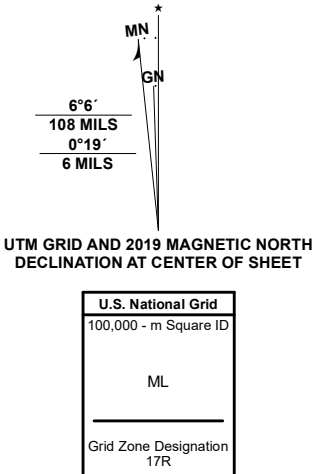 ★
MN
GN
6°6´
108 MILS
0°19´
6 MILS
UTM GRID AND 2019 MAGNETIC NORTH
DECLINATION AT CENTER OF SHEET
U.S. National Grid
100,000 - m Square ID
ML
Grid Zone Designation
17R